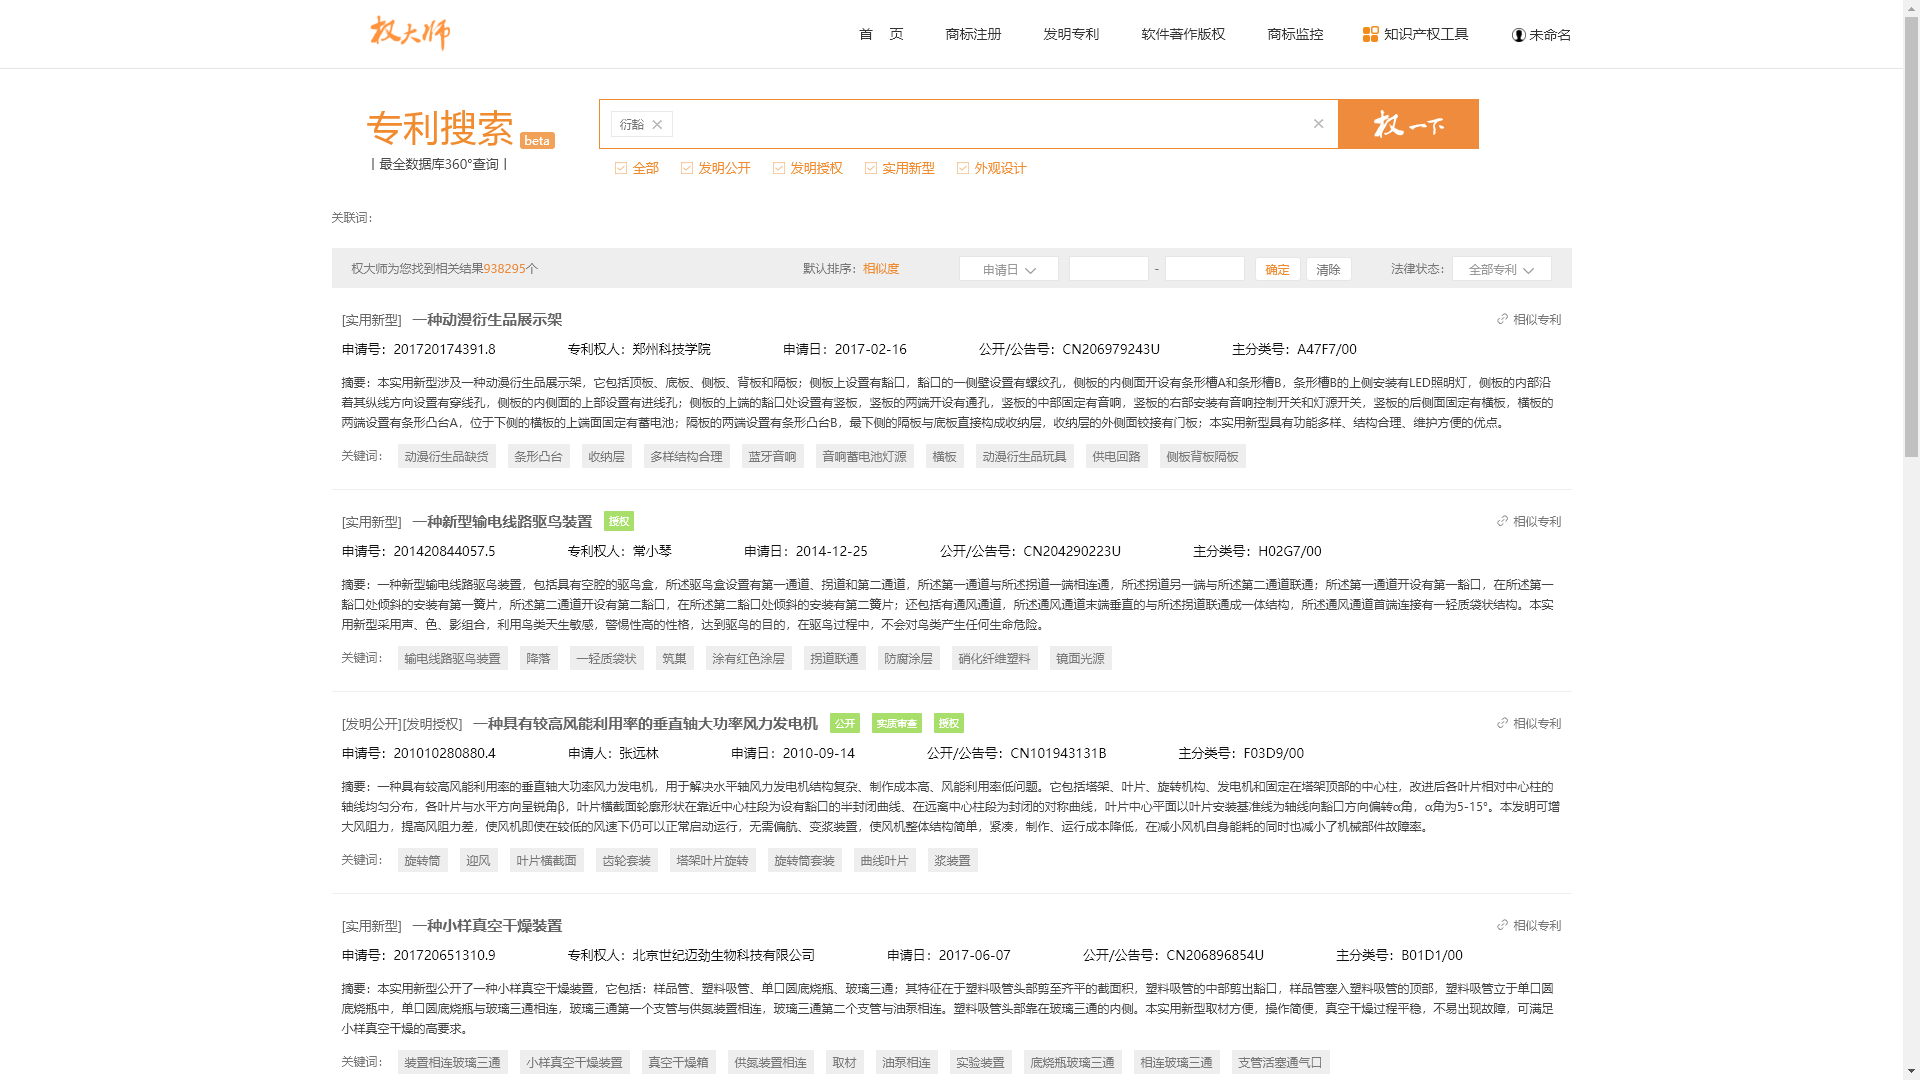 权大师
首 页 商标注册 发明专利 软件著作版权 商标监控 知识产权工具 未命名
专利搜索 beta
衍豁
权一下
| 最全数据库360°查询 |
全部 发明公开 发明授权 实用新型 外观设计
关联词：
权大师为您找到相关结果938295个 默认排序：相似度 申请日 - 确定 清除 法律状态： 全部专利
[实用新型] 一种动漫衍生品展示架 相似专利
申请号：201720174391.8 专利权人：郑州科技学院 申请日：2017-02-16 公开/公告号：CN206979243U 主分类号：A47F7/00
摘要：本实用新型涉及一种动漫衍生品展示架，它包括顶板、底板、侧板、背板和隔板；侧板上设置有豁口，豁口的一侧壁设置有螺纹孔，侧板的内侧面开设有条形槽A和条形槽B，条形槽B的上侧安装有LED照明灯，侧板的内部沿
着其纵线方向设置有穿线孔，侧板的内侧面的上部设置有进线孔；侧板的上端的豁口处设置有竖板，竖板的两端开设有通孔，竖板的中部固定有音响，竖板的右部安装有音响控制开关和灯源开关，竖板的后侧面固定有横板，横板的
两端设置有条形凸台A，位于下侧的横板的上端面固定有蓄电池；隔板的两端设置有条形凸台B，最下侧的隔板与底板直接构成收纳层，收纳层的外侧面铰接有门板；本实用新型具有功能多样、结构合理、维护方便的优点。
关键词： 动漫衍生品缺货 条形凸台 收纳层 多样结构合理 蓝牙音响 音响蓄电池灯源 横板 动漫衍生品玩具 供电回路 侧板背板隔板
[实用新型] 一种新型输电线路驱鸟装置 授权 相似专利
申请号：201420844057.5 专利权人：常小琴 申请日：2014-12-25 公开/公告号：CN204290223U 主分类号：H02G7/00
摘要：一种新型输电线路驱鸟装置，包括具有空腔的驱鸟盒，所述驱鸟盒设置有第一通道、拐道和第二通道，所述第一通道与所述拐道一端相连通，所述拐道另一端与所述第二通道联通；所述第一通道开设有第一豁口，在所述第一
豁口处倾斜的安装有第一簧片，所述第二通道开设有第二豁口，在所述第二豁口处倾斜的安装有第二簧片；还包括有通风通道，所述通风通道末端垂直的与所述拐道联通成一体结构，所述通风通道首端连接有一轻质袋状结构。本实
用新型采用声、色、影组合，利用鸟类天生敏感，警惕性高的性格，达到驱鸟的目的，在驱鸟过程中，不会对鸟类产生任何生命危险。
关键词： 输电线路驱鸟装置 降落 一轻质袋状 筑巢 涂有红色涂层 拐道联通 防腐涂层 硝化纤维塑料 镜面光源
[发明公开][发明授权] 一种具有较高风能利用率的垂直轴大功率风力发电机 公开 实质审查 授权 相似专利
申请号：201010280880.4 申请人：张远林 申请日：2010-09-14 公开/公告号：CN101943131B 主分类号：F03D9/00
摘要：一种具有较高风能利用率的垂直轴大功率风力发电机，用于解决水平轴风力发电机结构复杂、制作成本高、风能利用率低问题。它包括塔架、叶片、旋转机构、发电机和固定在塔架顶部的中心柱，改进后各叶片相对中心柱的
轴线均匀分布，各叶片与水平方向呈锐角β，叶片横截面轮廓形状在靠近中心柱段为设有豁口的半封闭曲线、在远离中心柱段为封闭的对称曲线，叶片中心平面以叶片安装基准线为轴线向豁口方向偏转α角，α角为5-15°。本发明可增
大风阻力，提高风阻力差，使风机即使在较低的风速下仍可以正常启动运行，无需偏航、变浆装置，使风机整体结构简单，紧凑，制作、运行成本降低，在减小风机自身能耗的同时也减小了机械部件故障率。
关键词： 旋转筒 迎风 叶片横截面 齿轮套装 塔架叶片旋转 旋转筒套装 曲线叶片 浆装置
[实用新型] 一种小样真空干燥装置 相似专利
申请号：201720651310.9 专利权人：北京世纪迈劲生物科技有限公司 申请日：2017-06-07 公开/公告号：CN206896854U 主分类号：B01D1/00
摘要：本实用新型公开了一种小样真空干燥装置，它包括：样品管、塑料吸管、单口圆底烧瓶、玻璃三通；其特征在于塑料吸管头部剪至齐平的截面积，塑料吸管的中部剪出豁口，样品管塞入塑料吸管的顶部，塑料吸管立于单口圆
底烧瓶中，单口圆底烧瓶与玻璃三通相连，玻璃三通第一个支管与供氮装置相连，玻璃三通第二个支管与油泵相连。塑料吸管头部靠在玻璃三通的内侧。本实用新型取材方便，操作简便，真空干燥过程平稳，不易出现故障，可满足
小样真空干燥的高要求。
关键词： 装置相连玻璃三通 小样真空干燥装置 真空干燥箱 供氮装置相连 取材 油泵相连 实验装置 底烧瓶玻璃三通 相连玻璃三通 支管活塞通气口